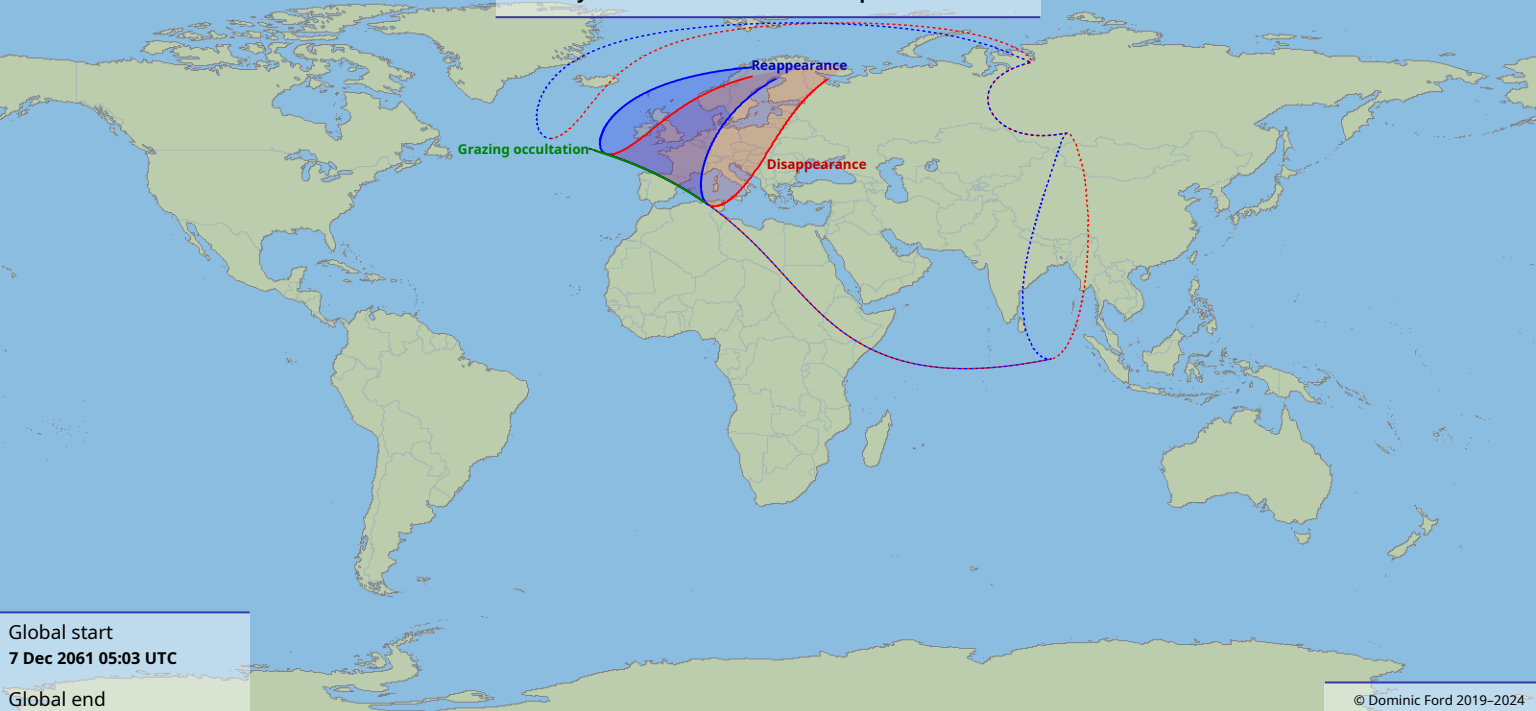 Reappearance
Grazing occultation
Disappearance
Global start
7 Dec 2061 05:03 UTC
Global end
© Dominic Ford 2019–2024